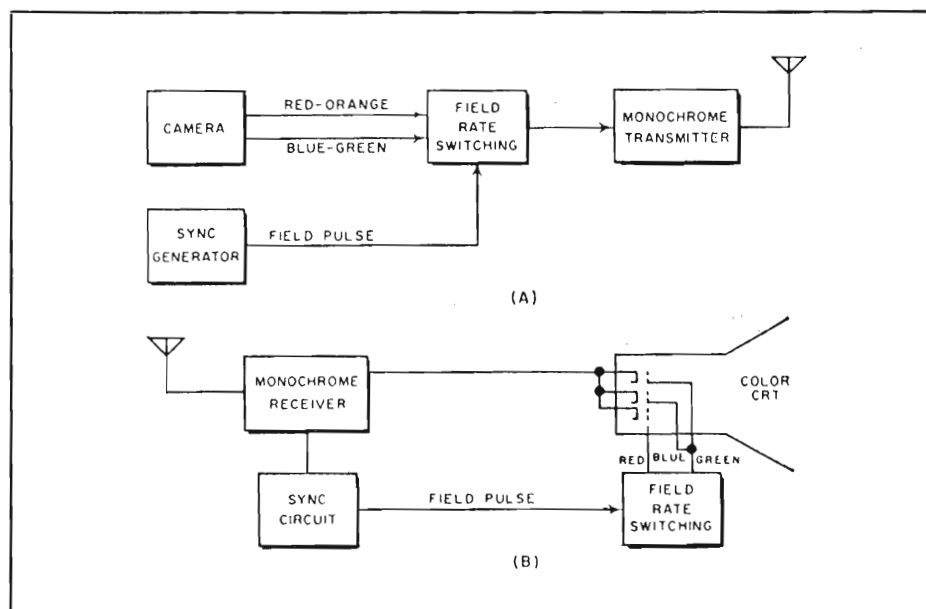 CAMERA
RED-ORANGE
BLUE-GREEN
FIELD
RATE
SWITCHING
MONOCHROME
TRANSMITTER
SYNC
GENERATOR
FIELD PULSE
(A)
MONOCHROME
RECEIVER
COLOR
CRT
RED BLUE GREEN
SYNC
CIRCUIT
FIELD PULSE
FIELD
RATE
SWITCHING
(B)